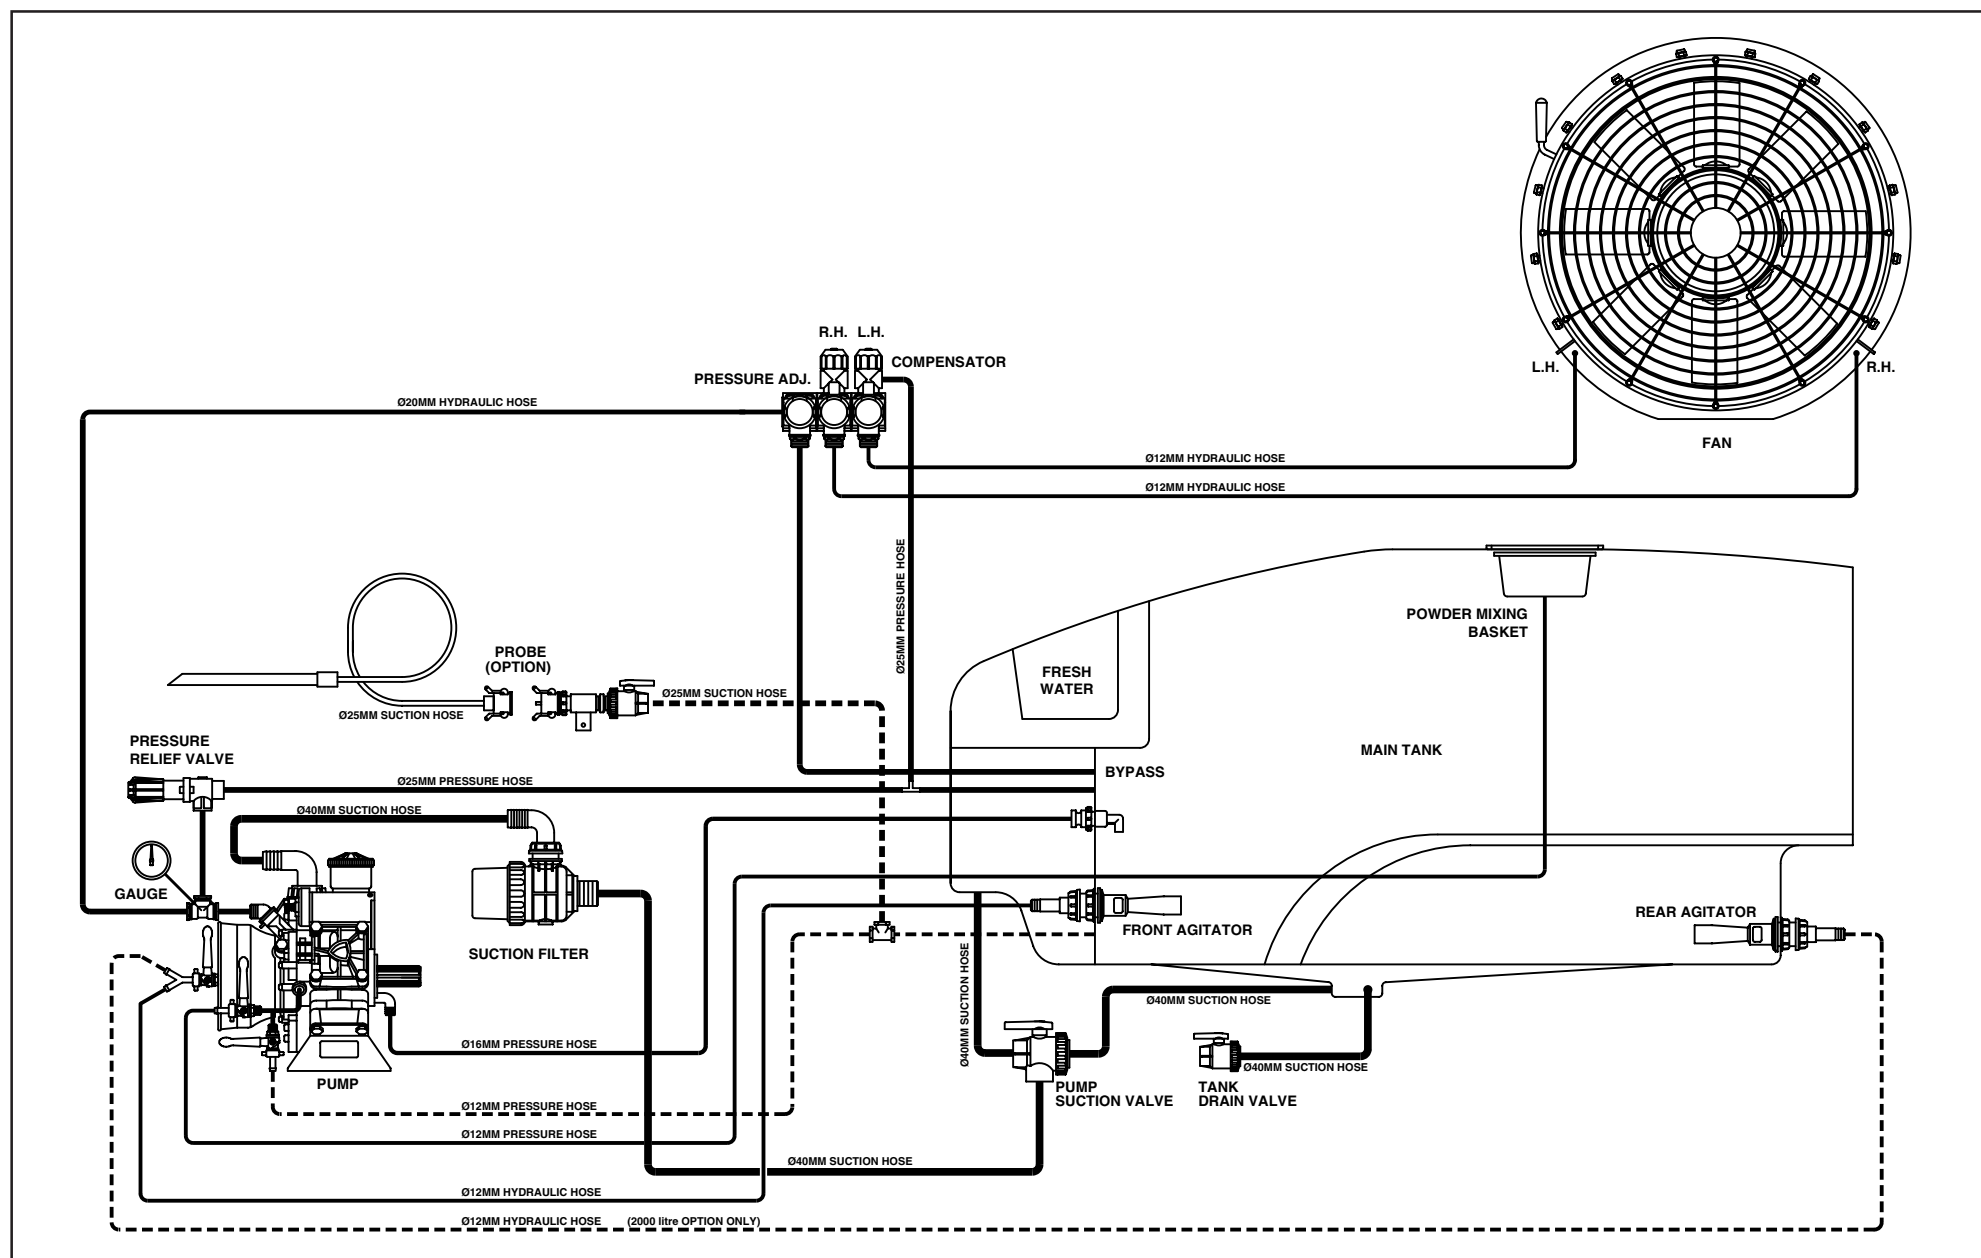 R.H. L.H.
COMPENSATOR
PRESSURE ADJ.
L.H.
R.H.
FAN
Ø20MM HYDRAULIC HOSE
Ø12MM HYDRAULIC HOSE
Ø12MM HYDRAULIC HOSE
Ø25MM PRESSURE HOSE
POWDER MIXING
BASKET
PROBE
(OPTION)
FRESH
WATER
Ø25MM SUCTION HOSE
Ø25MM SUCTION HOSE
PRESSURE
RELIEF VALVE
MAIN TANK
BYPASS
Ø25MM PRESSURE HOSE
Ø40MM SUCTION HOSE
GAUGE
SUCTION FILTER
FRONT AGITATOR
REAR AGITATOR
Ø40MM SUCTION HOSE
Ø40MM SUCTION HOSE
Ø16MM PRESSURE HOSE
Ø40MM SUCTION HOSE
PUMP
PUMP
SUCTION VALVE
TANK
DRAIN VALVE
Ø12MM PRESSURE HOSE
Ø12MM PRESSURE HOSE
Ø40MM SUCTION HOSE
Ø12MM HYDRAULIC HOSE
Ø12MM HYDRAULIC HOSE (2000 litre OPTION ONLY)